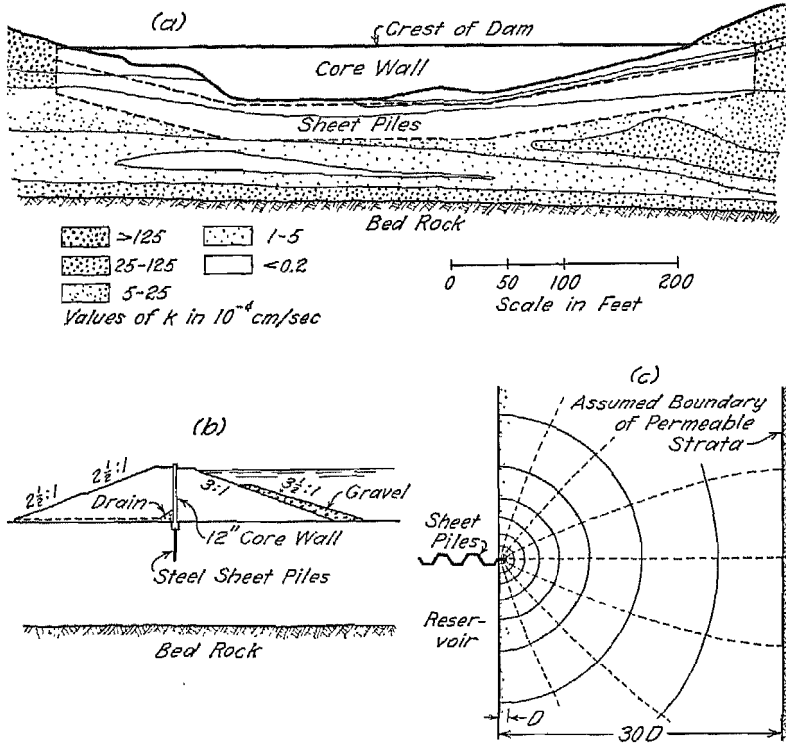 (a)
Crest of Dam
Core Wall
Sheet Piles
Bed Rock
>125
1-5
25-125
<0.2
5-25
Values of k in 10⁻⁴ cm/sec
0 50 100 200
Scale in Feet
(b)
2½:1
2½:1
3:1
3½:1
Gravel
Drain
12" Core Wall
Steel Sheet Piles
Bed Rock
(c)
Assumed Boundary
of Permeable
Strata
Sheet
Piles
Reser-
voir
D
30D